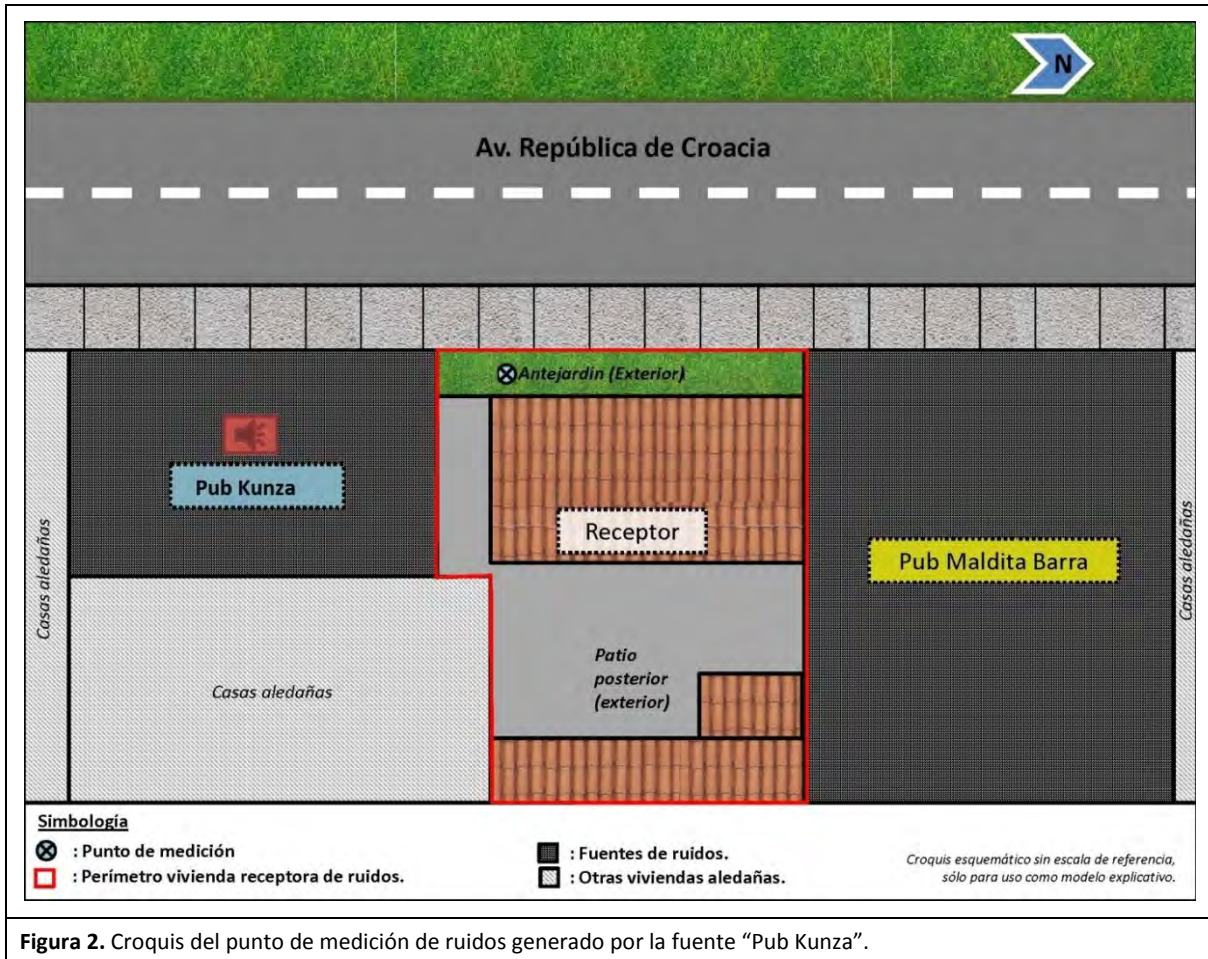 N
Av. República de Croacia
Antejardín (Exterior)
Pub Kunza
Receptor
Pub Maldita Barra
Casas aledañas
Casas aledañas
Casas aledañas
Patio
posterior
(exterior)
Simbología
: Punto de medición
: Perímetro vivienda receptora de ruidos.
: Fuentes de ruidos.
: Otras viviendas aledañas.
Croquis esquemático sin escala de referencia,
sólo para uso como modelo explicativo.
Figura 2. Croquis del punto de medición de ruidos generado por la fuente “Pub Kunza”.